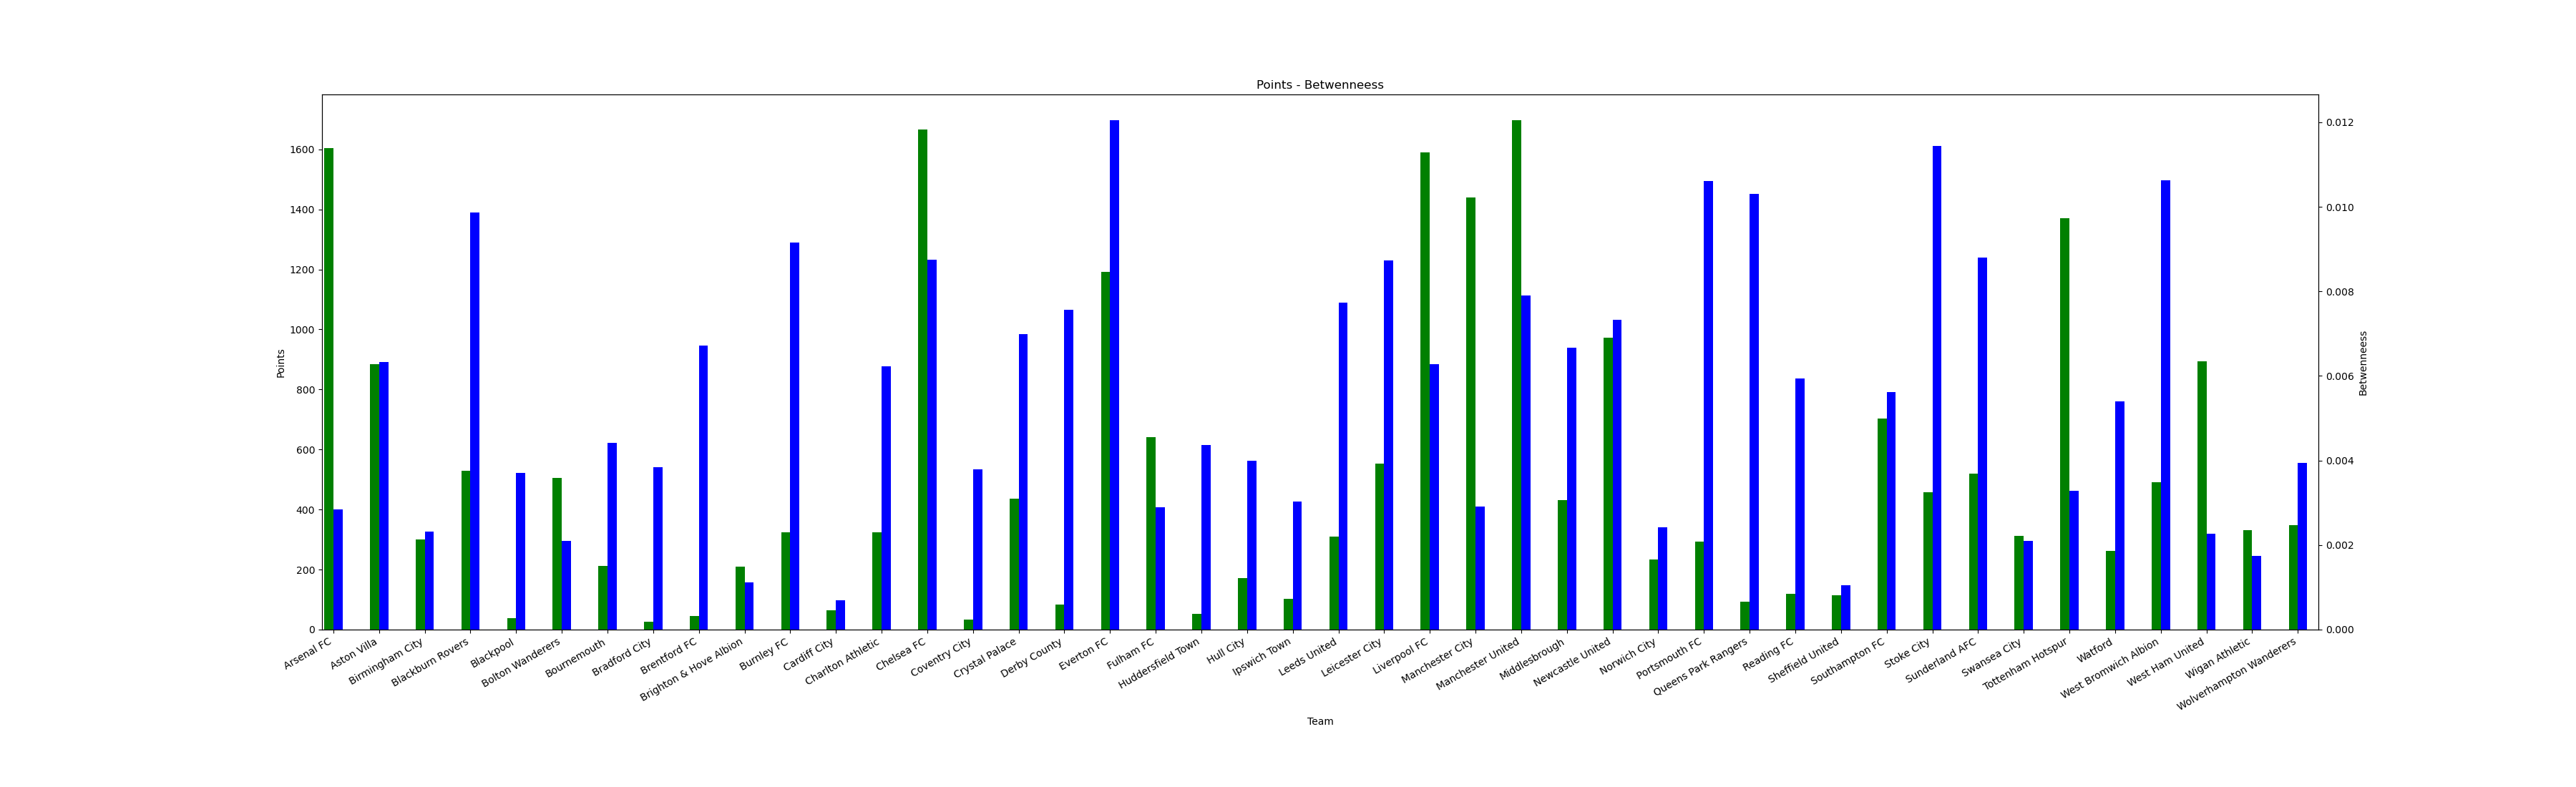 Points - Betwenneess
Points
1600
1400
1200
1000
800
600
400
200
0
0.012
0.010
0.008
0.006
0.004
0.002
0.000
Betwenneess
Arsenal FC
Aston Villa
Birmingham City
Blackburn Rovers
Blackpool
Bolton Wanderers
Bournemouth
Bradford City
Brentford FC
Brighton & Hove Albion
Burnley FC
Cardiff City
Charlton Athletic
Chelsea FC
Coventry City
Crystal Palace
Derby County
Everton FC
Fulham FC
Huddersfield Town
Hull City
Ipswich Town
Leeds United
Leicester City
Liverpool FC
Manchester City
Manchester United
Middlesbrough
Newcastle United
Norwich City
Portsmouth FC
Queens Park Rangers
Reading FC
Sheffield United
Southampton FC
Stoke City
Sunderland AFC
Swansea City
Tottenham Hotspur
Watford
West Bromwich Albion
West Ham United
Wigan Athletic
Wolverhampton Wanderers
Team